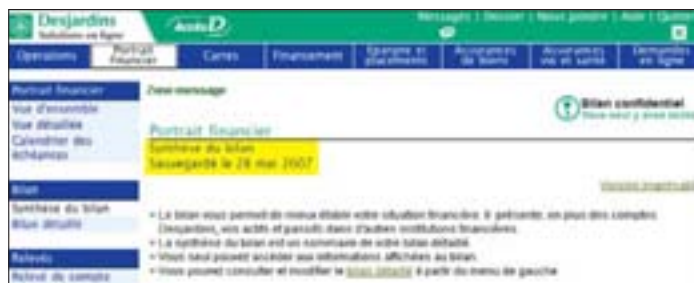 Desjardins
Solutions en ligne
AccèsD
Messages | Dossier | Nous joindre | Aide | Quitter
Opérations
Portrait financier
Cartes
Financement
Épargne et placements
Assurances de biens
Assurances vie et santé
Demandes en ligne
Portrait financier
Vue d'ensemble
Vue détaillée
Calendrier des
échéances
Bilan
Synthèse du bilan
Bilan détaillé
Relevés
Relevé de compte
new message
Bilan confidentiel
Vous seul y avez accès
Portrait financier
Synthèse du bilan
Sauvegardé le 28 mai 2007
Version imprimable
• Le bilan vous permet de mieux établir votre situation financière. Il présente, en plus des comptes
Desjardins, vos actifs et passifs dans d'autres institutions financières.
• La synthèse du bilan est un sommaire de votre bilan détaillé.
• Vous seul pouvez accéder aux informations affichées au bilan.
• Vous pouvez consulter et modifier le bilan détaillé à partir du menu de gauche